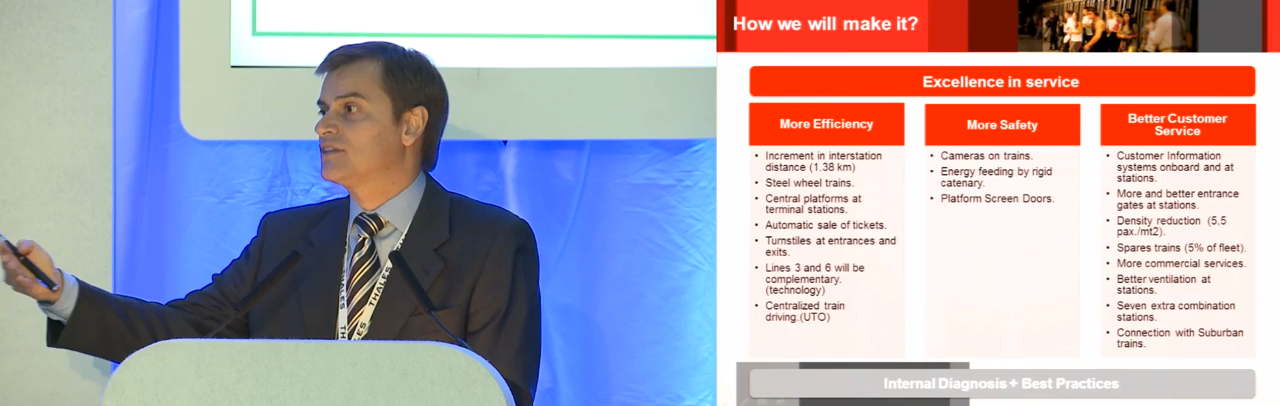 How we will make it?
Excellence in service
More Efficiency
• Increment in interstation
distance (1.38 km)
• Steel wheel trains.
• Central platforms at
terminal stations.
• Automatic sale of tickets.
• Turnstiles at entrances and
exits.
• Lines 3 and 6 will be
complementary.
(technology)
• Centralized train
driving.(UTO)
More Safety
• Cameras on trains.
• Energy feeding by rigid
catenary.
• Platform Screen Doors.
Better Customer
Service
• Customer Information
systems onboard and at
stations.
• More and better entrance
gates at stations.
• Density reduction (5,5
pax./mt2).
• Spares trains (5% of fleet).
• More commercial services.
• Better ventilation at
stations.
• Seven extra combination
stations.
• Connection with Suburban
trains.
Internal Diagnosis + Best Practices
THALES
THALES